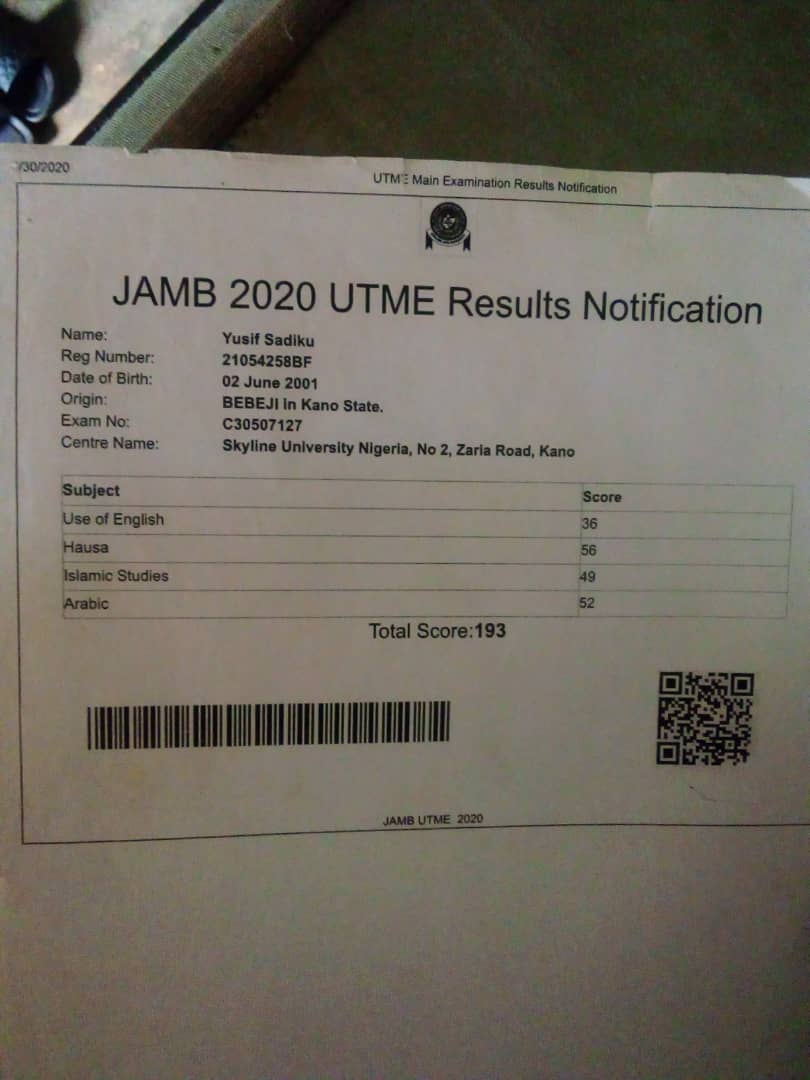 /30/2020
UTME Main Examination Results Notification
JAMB 2020 UTME Results Notification
Name: Yusif Sadiku
Reg Number: 21054258BF
Date of Birth: 02 June 2001
Origin: BEBEJI in Kano State.
Exam No: C30507127
Centre Name: Skyline University Nigeria, No 2, Zaria Road, Kano
Subject Score
Use of English 36
Hausa 56
Islamic Studies 49
Arabic 52
Total Score:193
JAMB UTME 2020